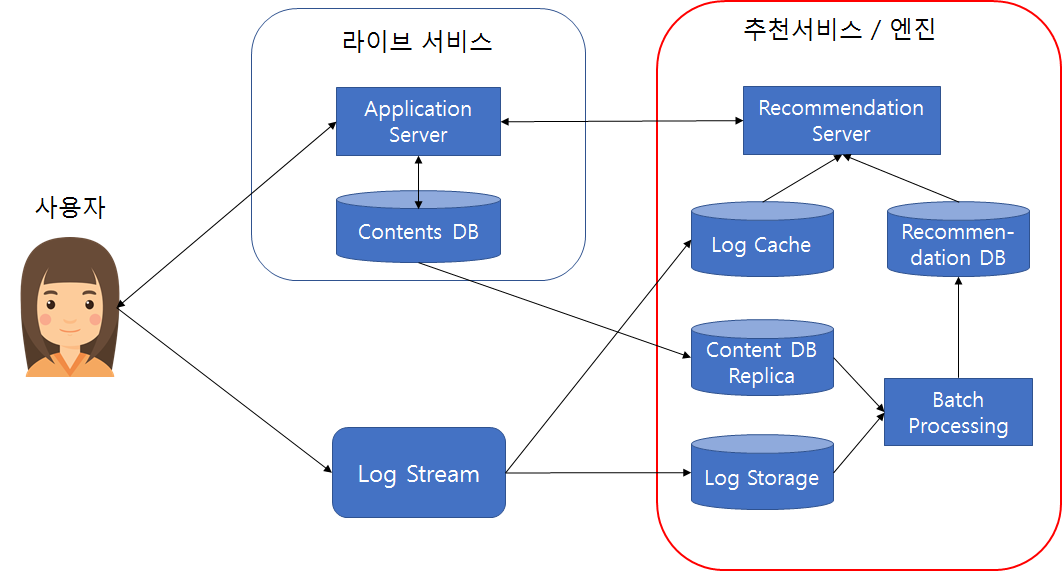 라이브 서비스
추천서비스 / 엔진
Application
Server
Recommendation
Server
사용자
Contents DB
Log Cache
Recommen-
dation DB
Content DB
Replica
Batch
Processing
Log Stream
Log Storage